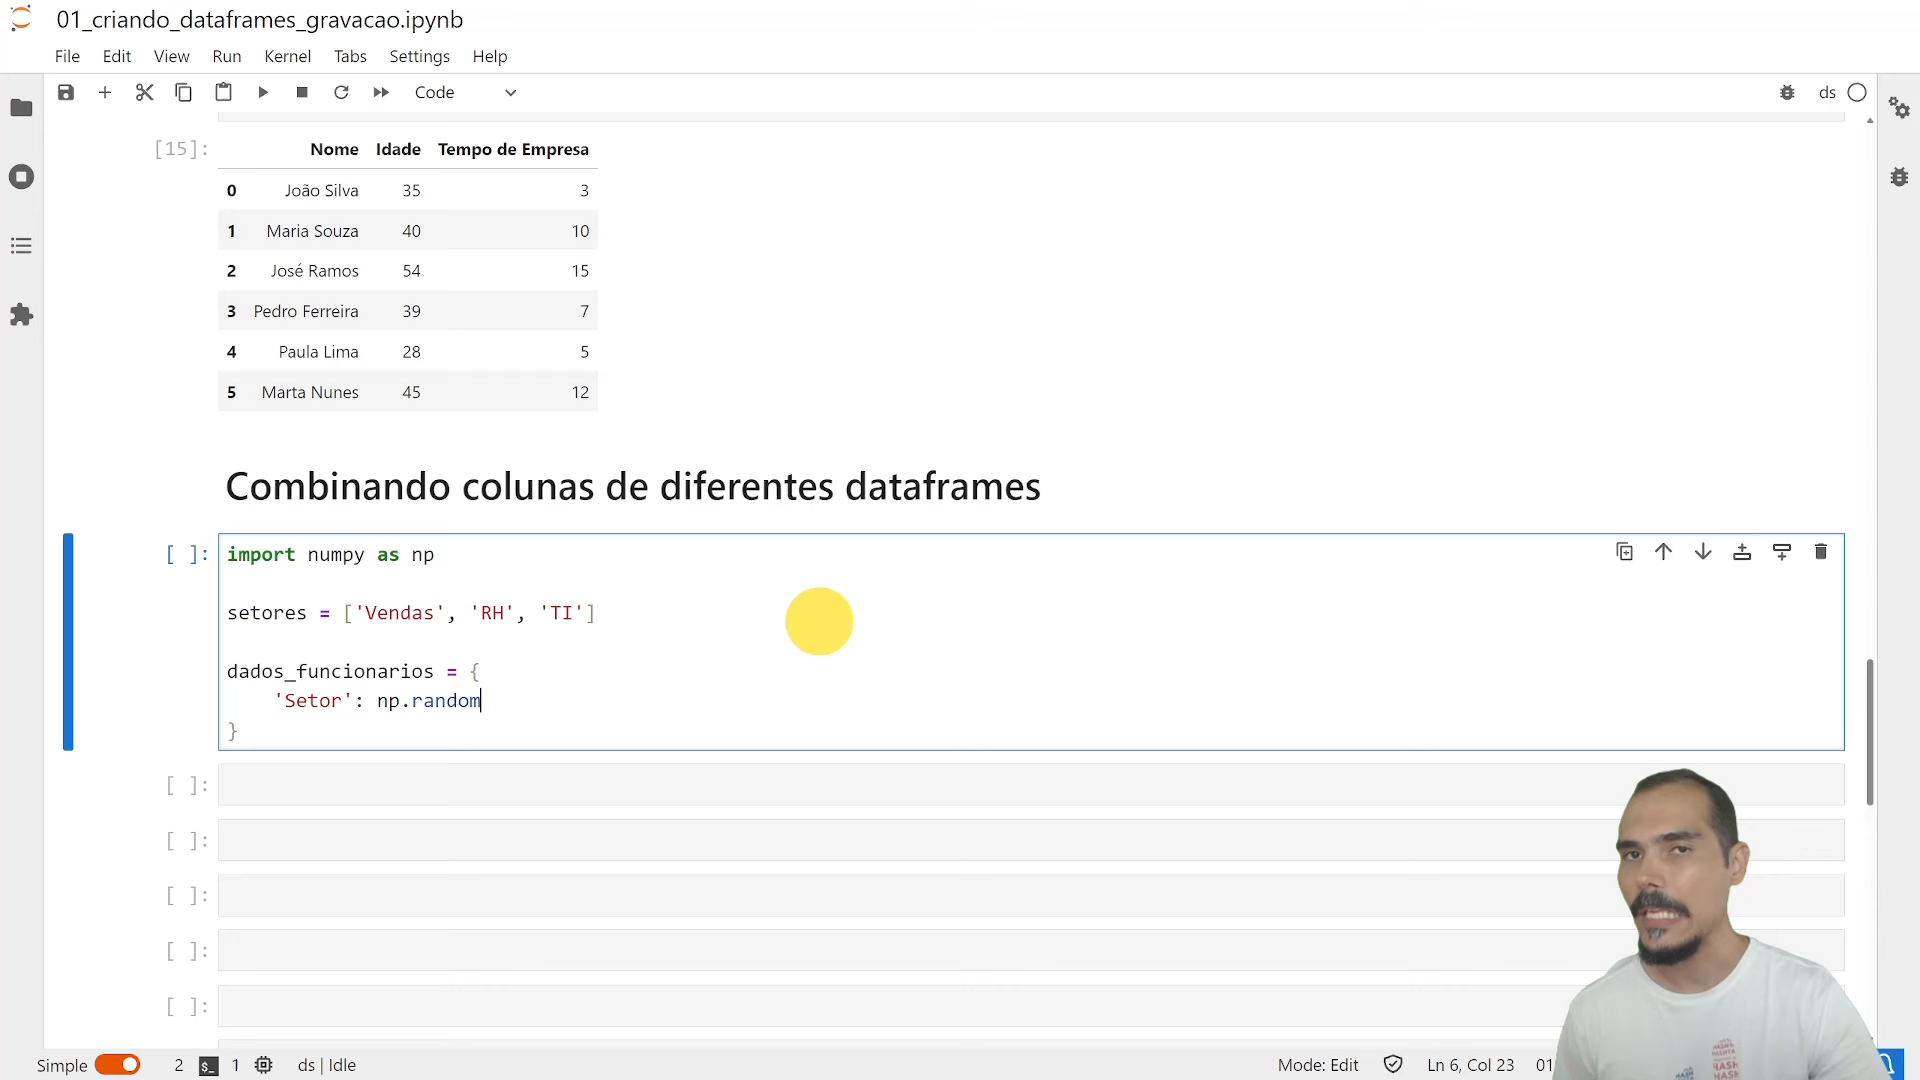 01_criando_dataframes_gravacao.ipynb
File Edit View Run Kernel Tabs Settings Help
Code ds
[15]:
Nome Idade Tempo de Empresa
0 João Silva 35 3
1 Maria Souza 40 10
2 José Ramos 54 15
3 Pedro Ferreira 39 7
4 Paula Lima 28 5
5 Marta Nunes 45 12
Combinando colunas de diferentes dataframes
[ ]: import numpy as np
setores = ['Vendas', 'RH', 'TI']
dados_funcionarios = {
'Setor': np.random
}
[ ]:
[ ]:
[ ]:
[ ]:
[ ]:
Simple 2 $_ 1 ds | Idle Mode: Edit Ln 6, Col 23 01